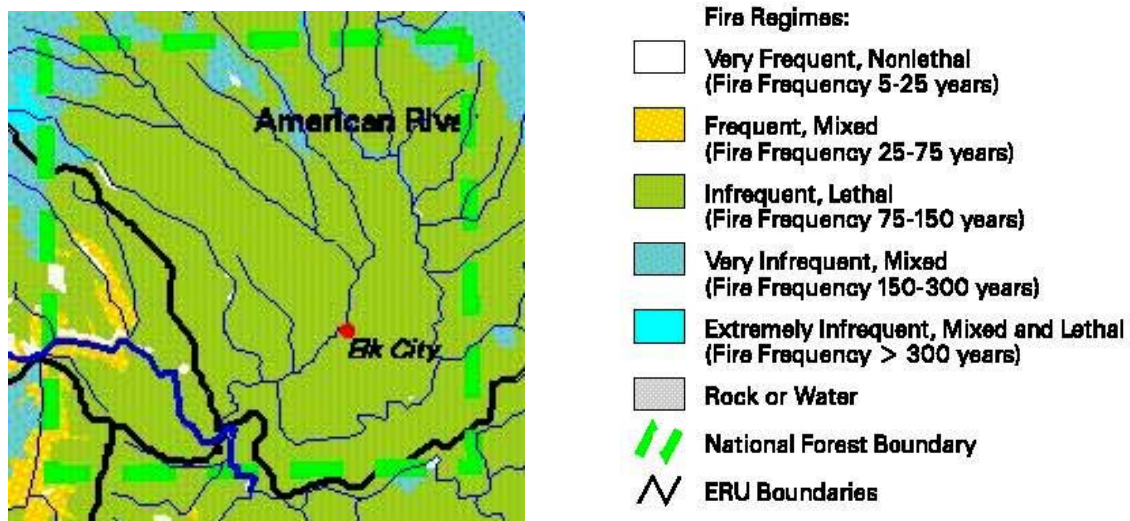 American Rive
Elk City
Fire Regimes:
Very Frequent, Nonlethal
(Fire Frequency 5-25 years)
Frequent, Mixed
(Fire Frequency 25-75 years)
Infrequent, Lethal
(Fire Frequency 75-150 years)
Very Infrequent, Mixed
(Fire Frequency 150-300 years)
Extremely Infrequent, Mixed and Lethal
(Fire Frequency > 300 years)
Rock or Water
National Forest Boundary
ERU Boundaries